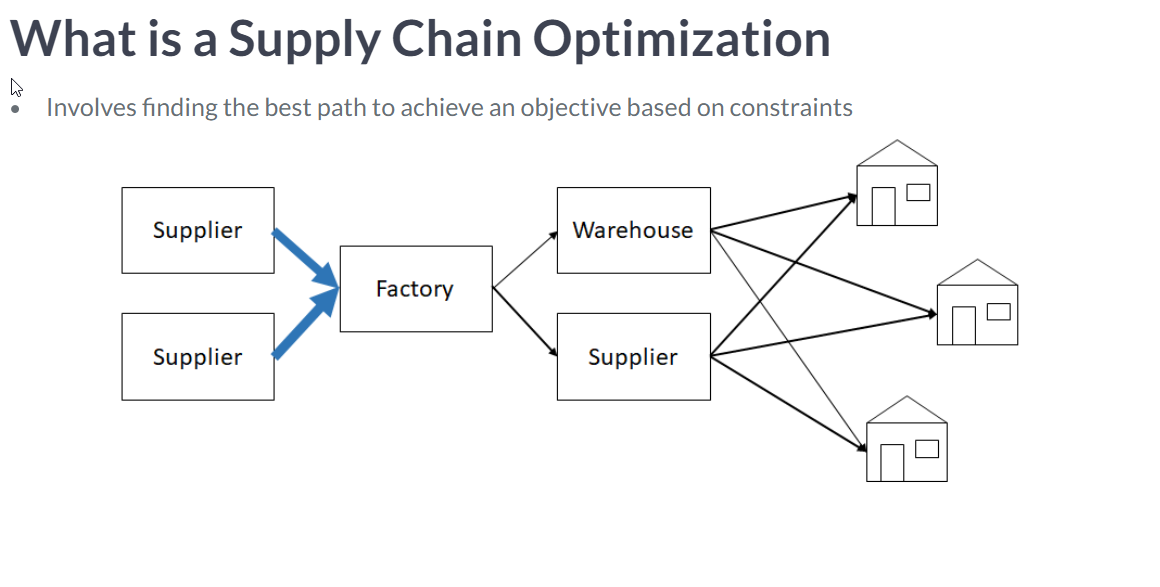 What is a Supply Chain Optimization
• Involves finding the best path to achieve an objective based on constraints
Supplier
Warehouse
Factory
Supplier
Supplier